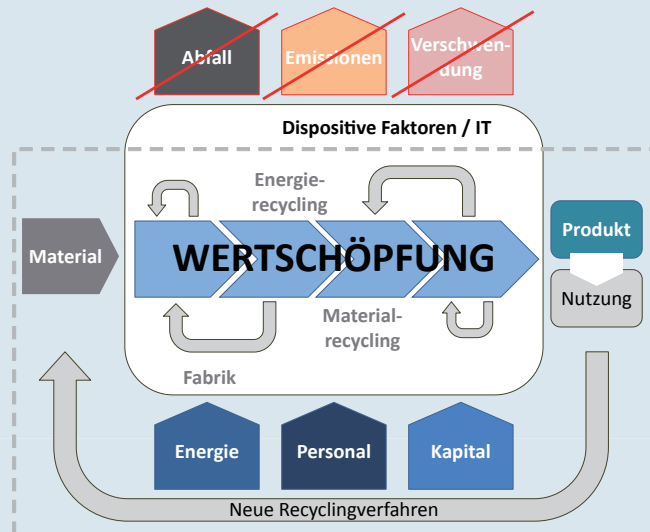 Abfall
Emissionen
Verschwen-
dung
Dispositive Faktoren / IT
Energie-
recycling
Material
WERTSCHÖPFUNG
Produkt
Nutzung
Material-
recycling
Fabrik
Energie
Personal
Kapital
Neue Recyclingverfahren